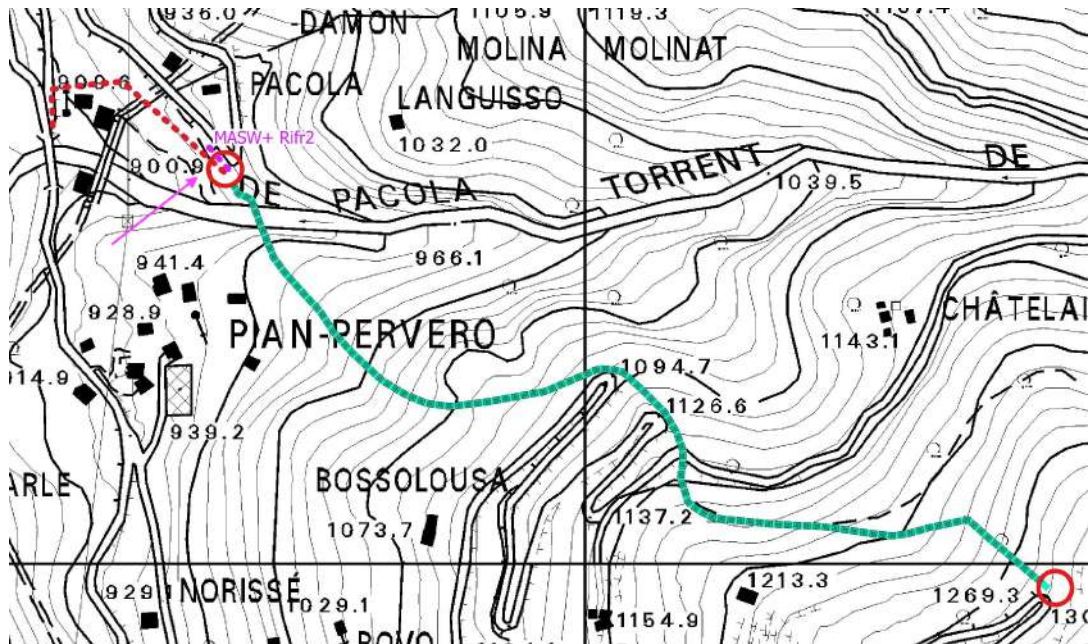 936.0
-DAMON
1105.9
1119.3
MOLINA
MOLINAT
PACOLA
900.6
LANGUISSO
MASW+ Rifr2
1032.0
900.9
DE
PACOLA
TORRENT
DE
1039.5
966.1
941.4
928.9
PIAN-PERVERO
CHÂTELAI
1143.1
914.9
1094.7
1126.6
939.2
ARLE
BOSSOLOUSA
1073.7
1137.2
929.1
NORISSÉ
1029.1
1213.3
1269.3
13
1154.9
POVO